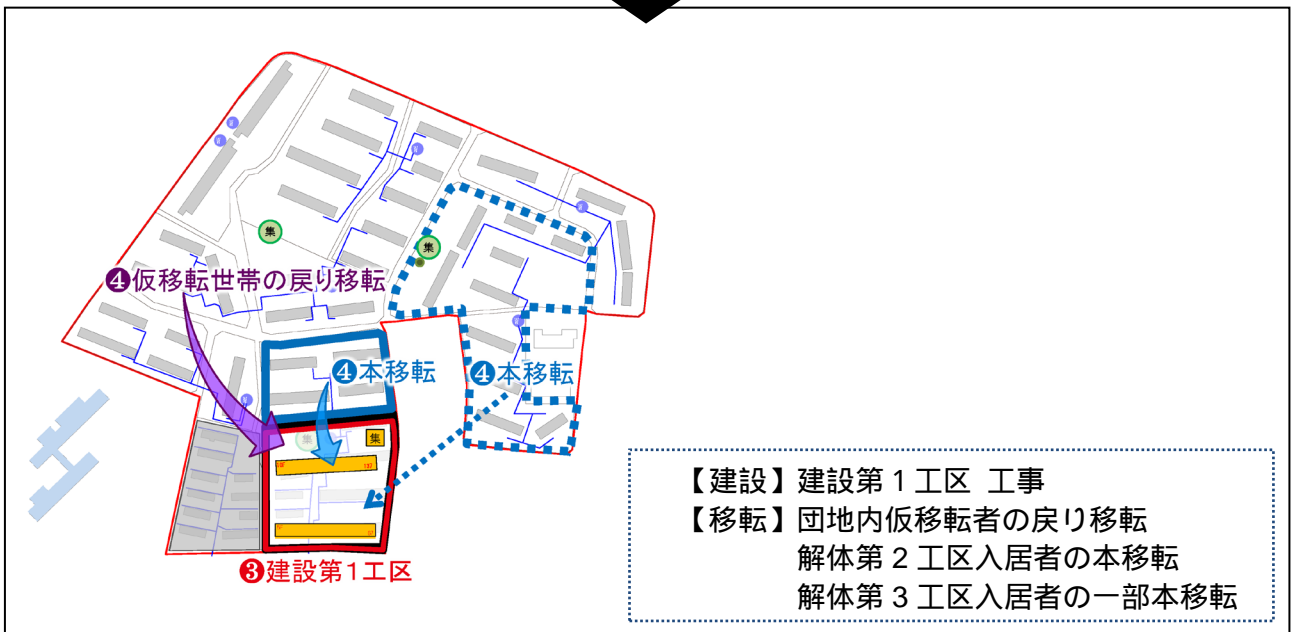 集
集
❹仮移転世帯の戻り移転
❹本移転
❹本移転
集
集
❸建設第1工区
【建設】建設第1工区 工事
【移転】団地内仮移転者の戻り移転
解体第2工区入居者の本移転
解体第3工区入居者の一部本移転